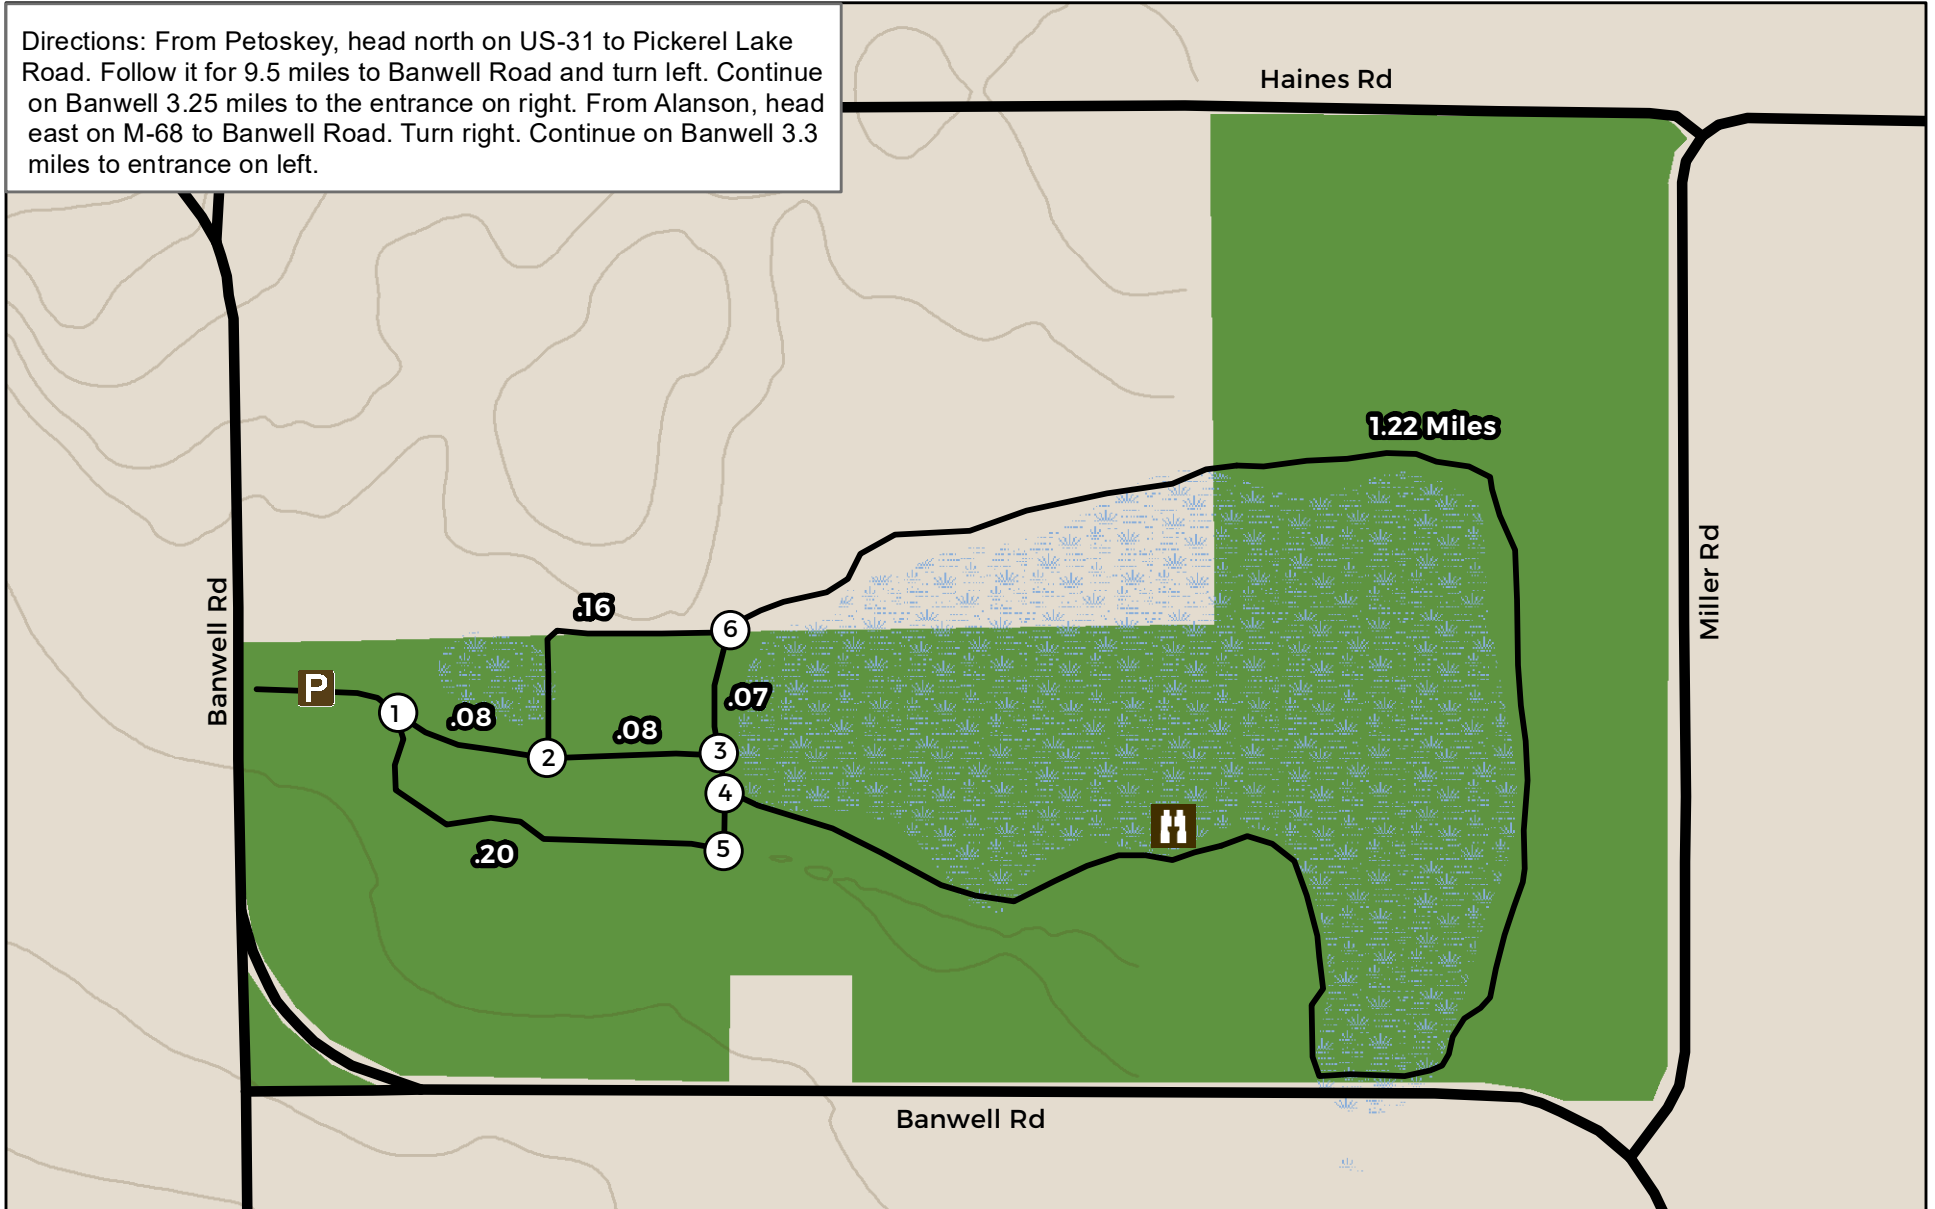 Directions: From Petoskey, head north on US-31 to Pickerel Lake
Road. Follow it for 9.5 miles to Banwell Road and turn left. Continue
on Banwell 3.25 miles to the entrance on right. From Alanson, head
east on M-68 to Banwell Road. Turn right. Continue on Banwell 3.3
miles to entrance on left.
Haines Rd
1.22 Miles
Banwell Rd
Miller Rd
.16
6
P
1
.08
.07
.08
2
3
4
.20
5
Banwell Rd